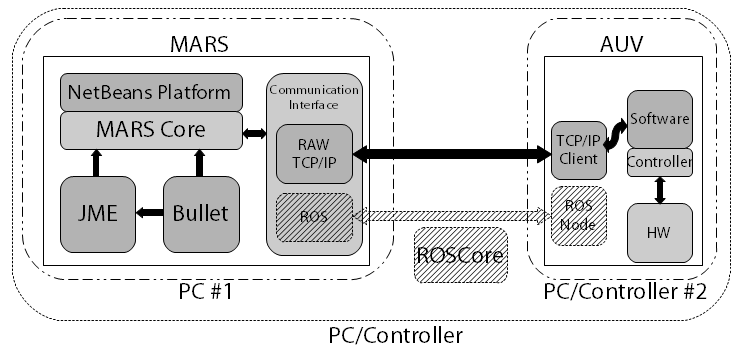 MARS
AUV
NetBeans Platform
MARS Core
JME
Bullet
Communication
Interface
RAW
TCP/IP
ROS
ROSCore
TCP/IP
Client
ROS
Node
Software
Controller
HW
PC #1
PC/Controller #2
PC/Controller